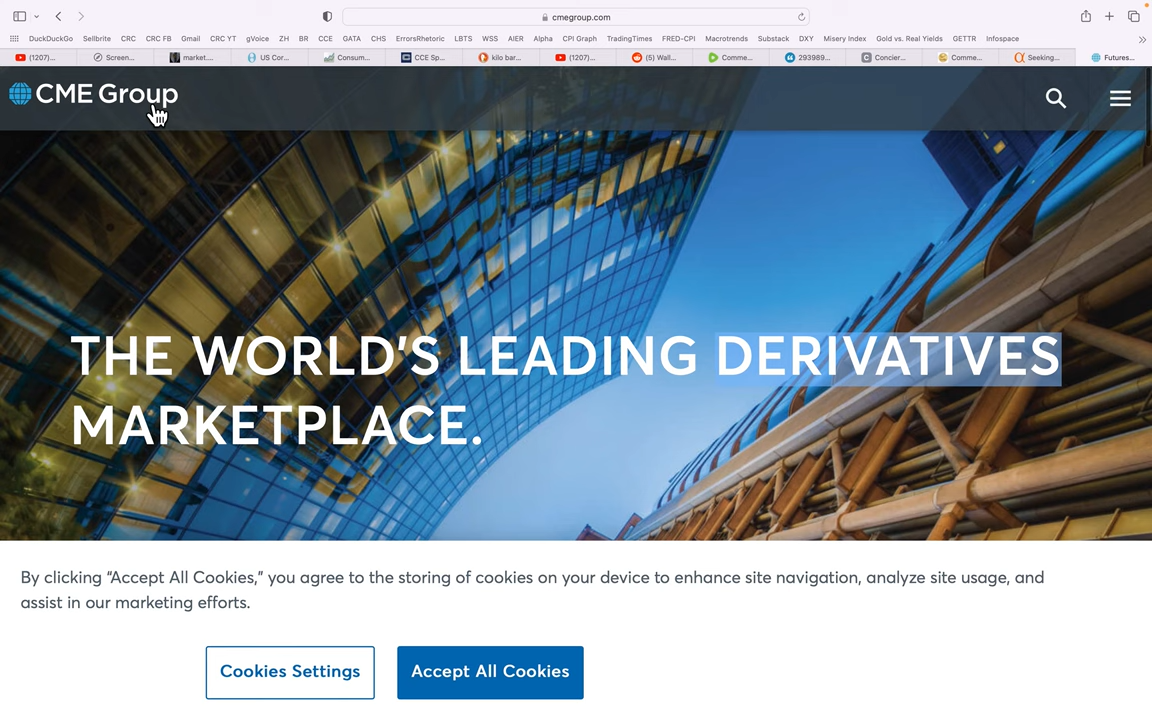 cmegroup.com
DuckDuckGo Sellbrite CRC CRC FB Gmail CRC YT gVoice ZH BR CCE GATA CHS ErrorsRhetoric LBTS WSS AIER Alpha CPI Graph TradingTimes FRED-CPI Macrotrends Substack DXY Misery Index Gold vs. Real Yields GETTR Infospace
(1207)... Screen... market.... US Cor... Consum... CCE Sp... kilo bar... (1207)... (5) Wall... Comme... 293989... Concier... Comme... Seeking... Futures...
CME Group
THE WORLD'S LEADING DERIVATIVES
MARKETPLACE.
By clicking “Accept All Cookies,” you agree to the storing of cookies on your device to enhance site navigation, analyze site usage, and
assist in our marketing efforts.
Cookies Settings Accept All Cookies